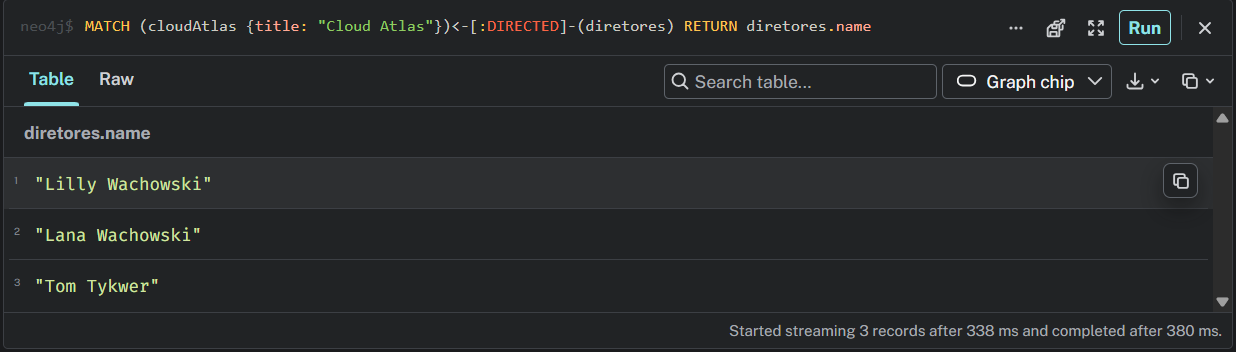 neo4j$ MATCH (cloudAtlas {title: "Cloud Atlas"})<-[:DIRECTED]-(diretores) RETURN diretores.name
Run
Table Raw
Search table...
Graph chip
diretores.name
1 "Lilly Wachowski"
2 "Lana Wachowski"
3 "Tom Tykwer"
Started streaming 3 records after 338 ms and completed after 380 ms.